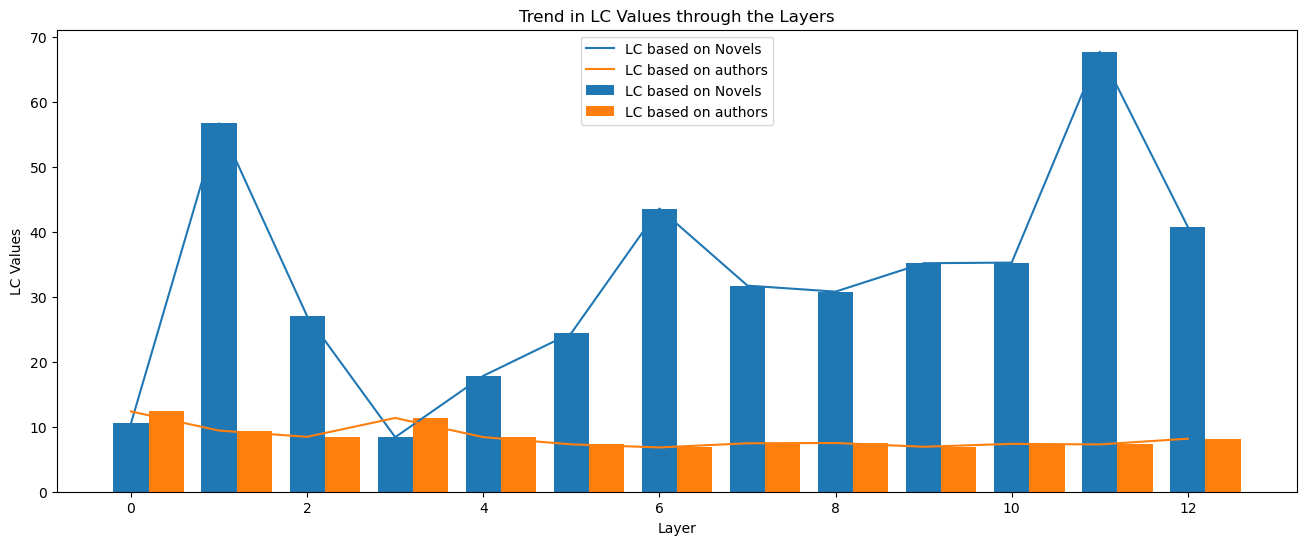 Trend in LC Values through the Layers
LC based on Novels
LC based on authors
LC based on Novels
LC based on authors
70
60
50
40
30
20
10
0
LC Values
0 2 4 6 8 10 12
Layer